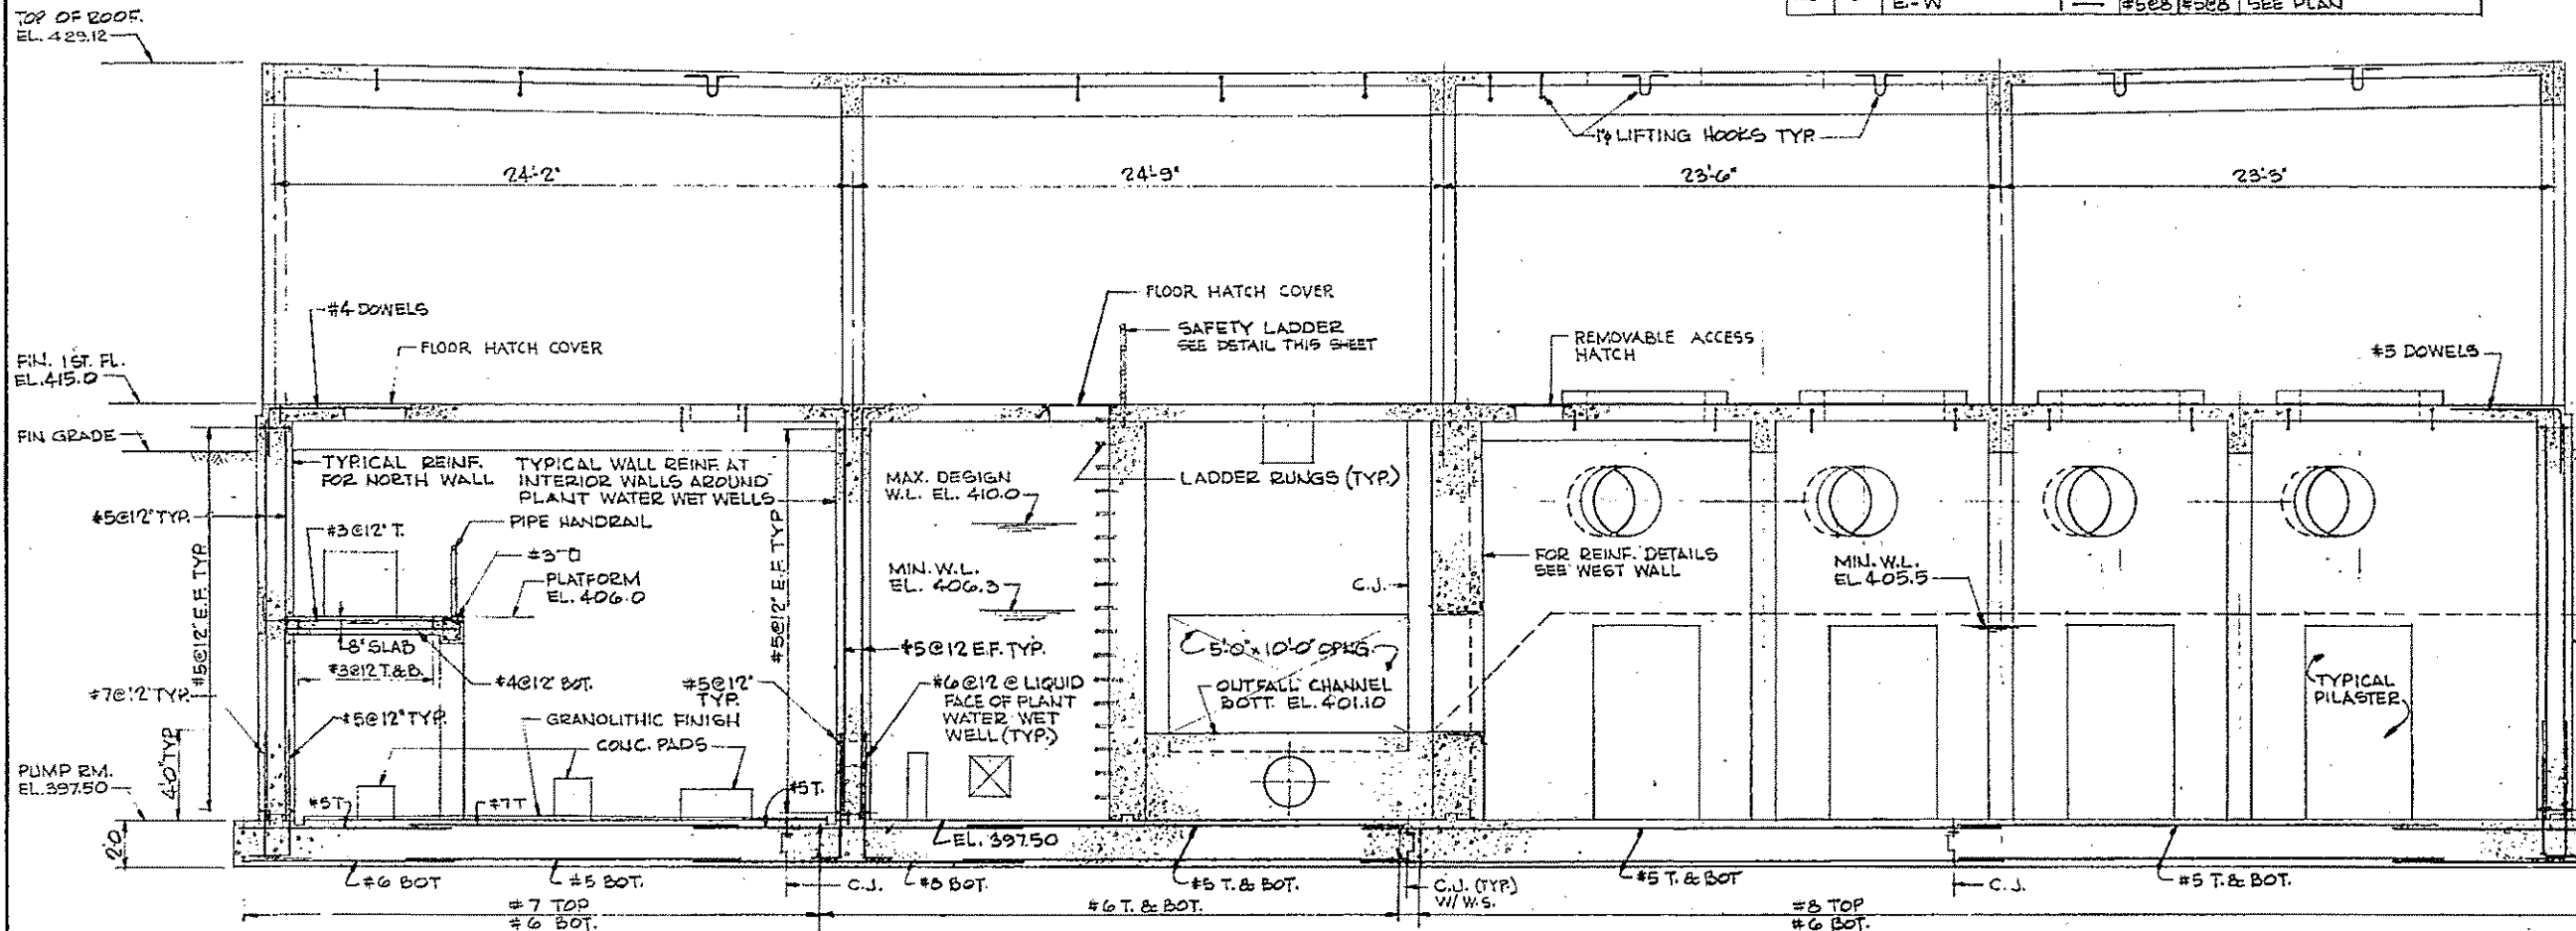 E-W #5@8 #5@8 SEE PLAN
TOP OF ROOF.
EL. 429.12
1"φ LIFTING HOOKS TYP.
24'-2"
24'-9"
23'-6"
23'-5"
#4 DOWELS
FLOOR HATCH COVER
FLOOR HATCH COVER
SAFETY LADDER
SEE DETAIL THIS SHEET
REMOVABLE ACCESS
HATCH
#5 DOWELS
FIN. 1ST. FL.
EL. 415.0
FIN GRADE
TYPICAL REINF.
FOR NORTH WALL
TYPICAL WALL REINF. AT
INTERIOR WALLS AROUND
PLANT WATER WET WELLS
MAX. DESIGN
W.L. EL. 410.0
LADDER RUNGS (TYP.)
#5@12" TYP.
#5@12" E.F. TYP.
#3@12" T.
PIPE HANDRAIL
#3
PLATFORM
EL. 406.0
#5@12" E.F. TYP.
MIN. W.L.
EL. 406.3
C.J.
FOR REINF. DETAILS
SEE WEST WALL
MIN. W.L.
EL. 405.5
8" SLAB
#3@12 T.&B.
#4@12" BOT.
#5@12 E.F. TYP.
5'-0" x 10'-0" OPNG.
#7@12" TYP.
#5@12" TYP.
#5@12"
TYP.
#6@12 @ LIQUID
FACE OF PLANT
WATER WET
WELL (TYP.)
OUTFALL CHANNEL
BOTT. EL. 401.10
TYPICAL
PILASTER
GRANOLITHIC FINISH
CONC. PADS
4'-0" TYP.
PUMP RM.
EL. 397.50
#5 T.
#7 T
#5 T.
2'-0
EL. 397.50
#6 BOT
#5 BOT.
C.J.
#8 BOT.
#5 T. & BOT.
C.J. (TYP.)
W/ W.S.
#5 T. & BOT
C.J.
#5 T. & BOT.
#7 TOP
#6 BOT.
#6 T. & BOT.
#8 TOP
#6 BOT.